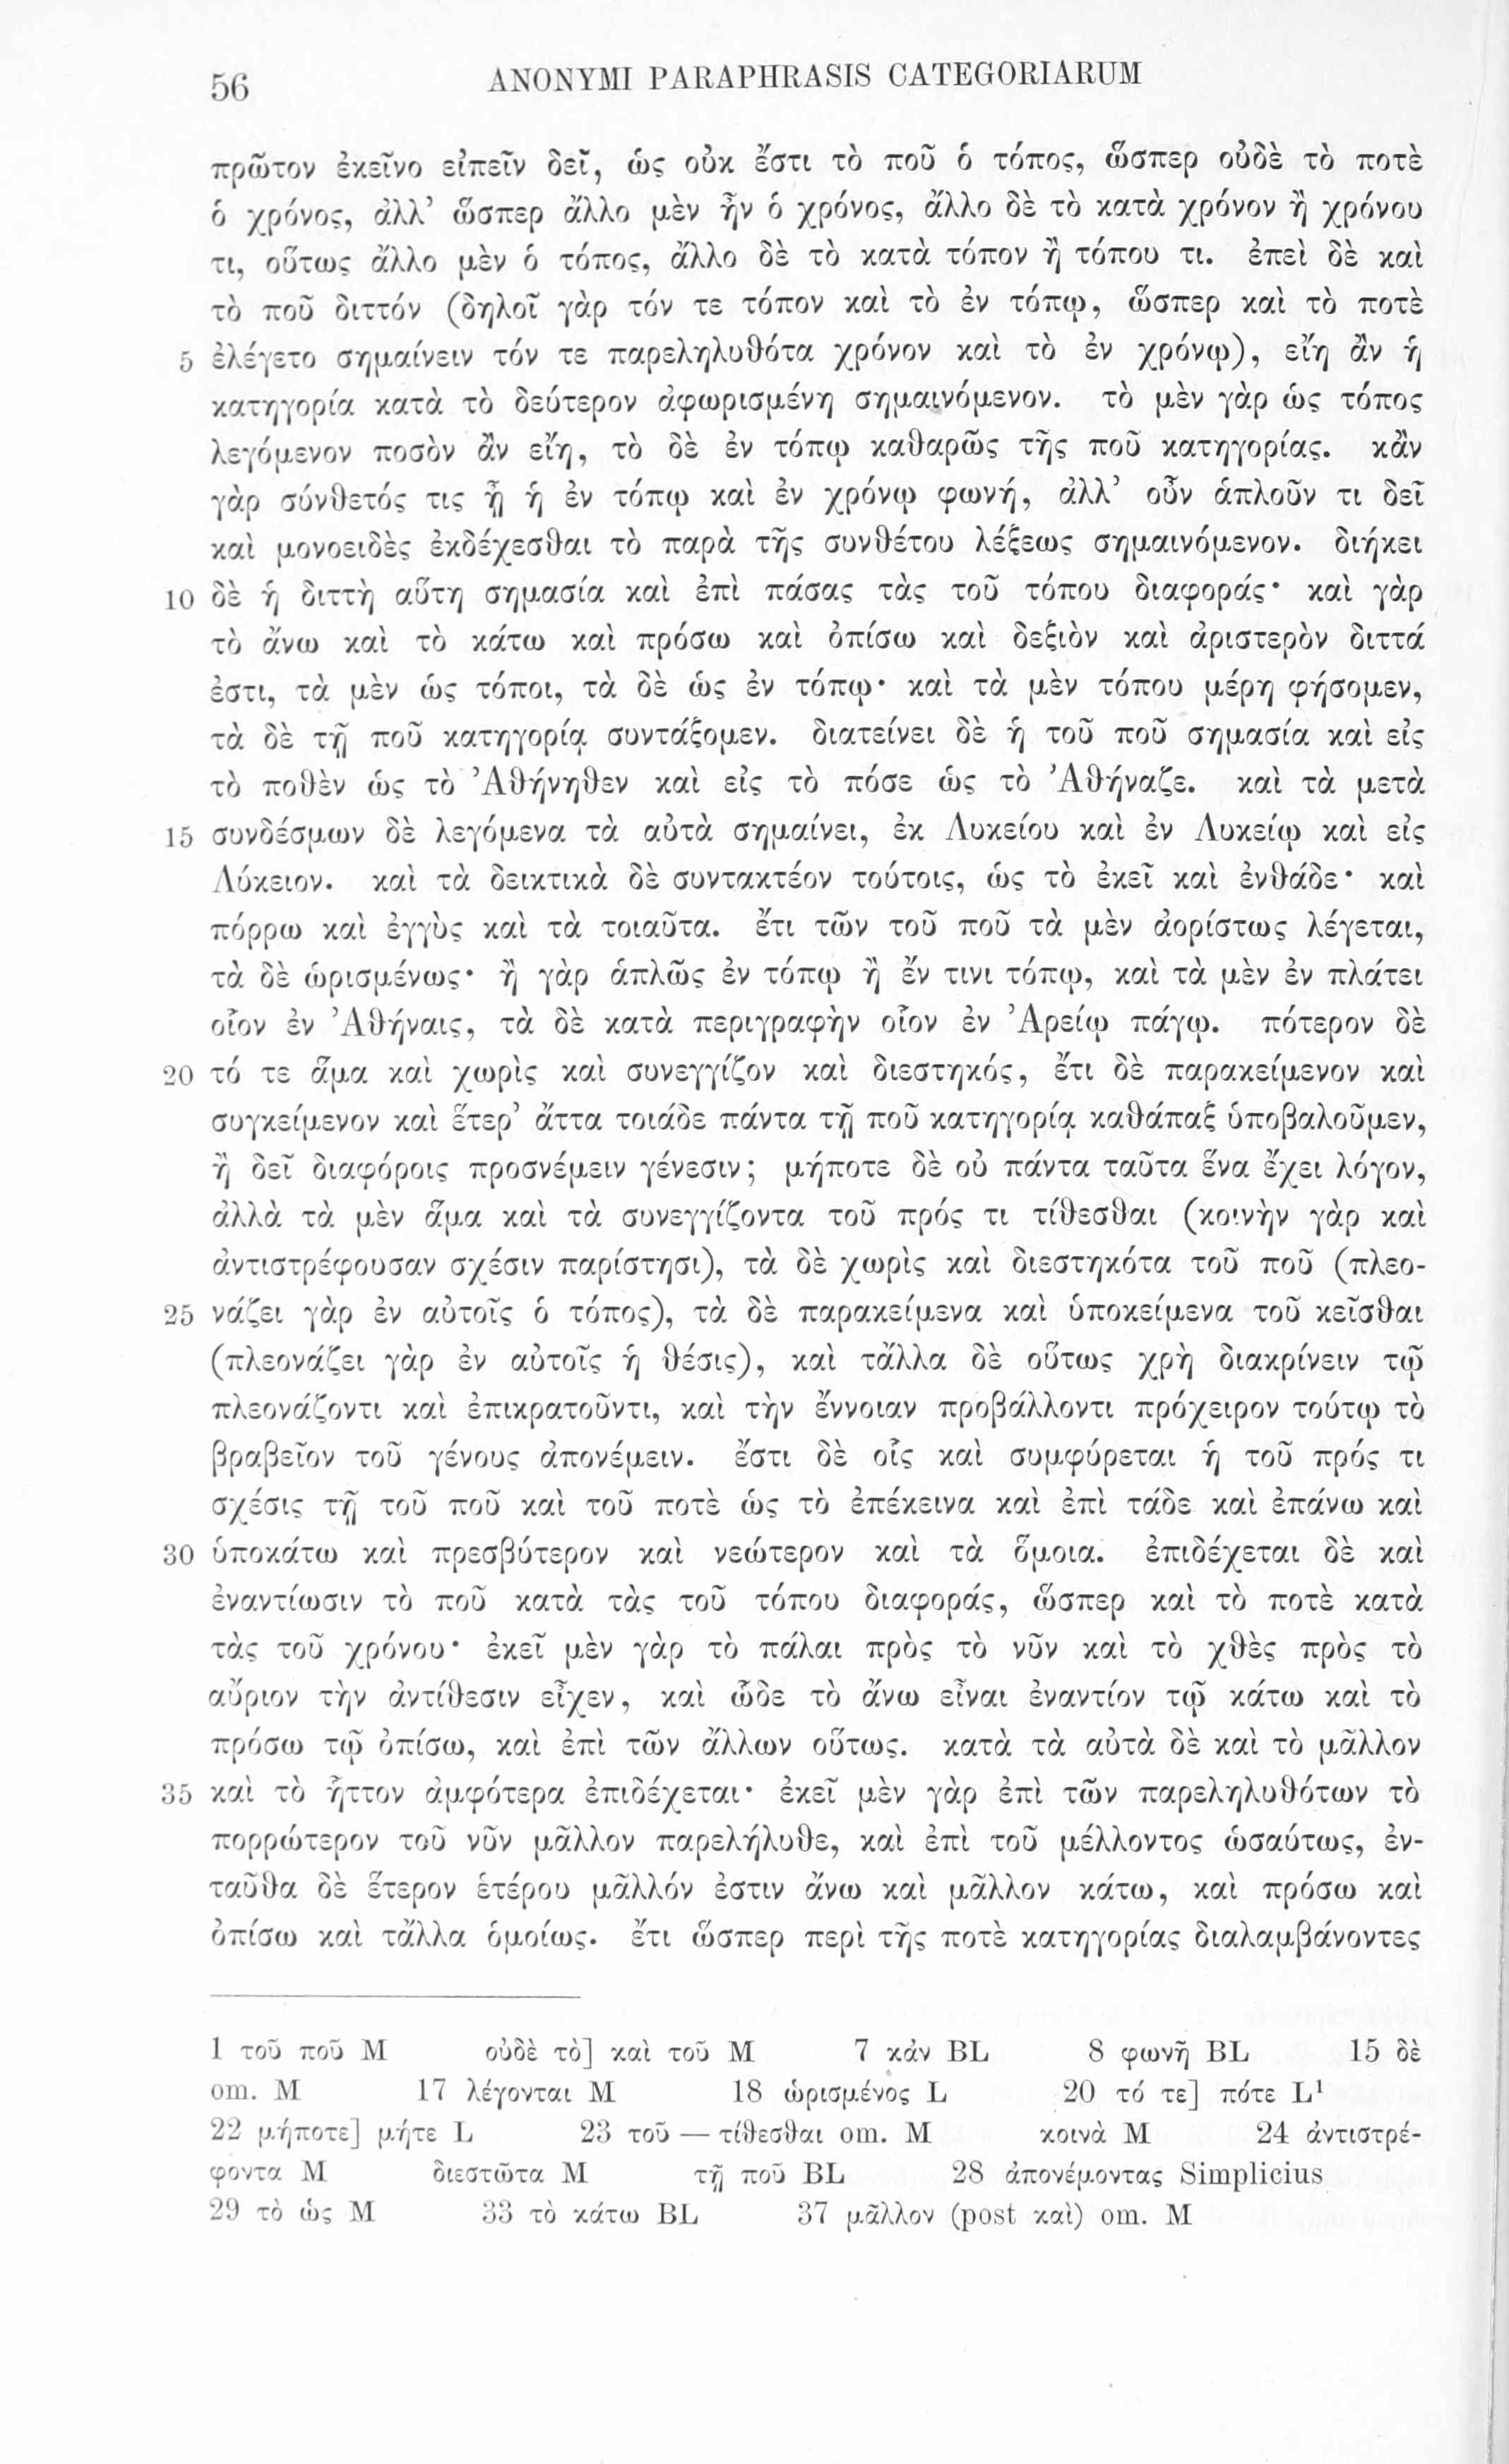 56 ANONYMI PARAPHRASIS CATEGORIARUM
πρῶτον ἐκεῖνο εἰπεῖν δεῖ, ὡς οὐκ ἔστι τὸ ποῦ ὁ τόπος, ὥσπερ οὐδὲ τὸ ποτὲ
ὁ χρόνος, ἀλλ’ ὥσπερ ἄλλο μὲν ἦν ὁ χρόνος, ἄλλο δὲ τὸ κατὰ χρόνον ἢ χρόνου
τι, οὕτως ἄλλο μὲν ὁ τόπος, ἄλλο δὲ τὸ κατὰ τόπον ἢ τόπου τι. ἐπεὶ δὲ καὶ
τὸ ποῦ διττόν (δηλοῖ γὰρ τόν τε τόπον καὶ τὸ ἐν τόπῳ, ὥσπερ καὶ τὸ ποτὲ
5 ἐλέγετο σημαίνειν τόν τε παρεληλυθότα χρόνον καὶ τὸ ἐν χρόνῳ), εἴη ἂν ἡ
κατηγορία κατὰ τὸ δεύτερον ἀφωρισμένη σημαινόμενον. τὸ μὲν γὰρ ὡς τόπος
λεγόμενον ποσὸν ἂν εἴη, τὸ δὲ ἐν τόπῳ καθαρῶς τῆς ποῦ κατηγορίας. κἂν
γὰρ σύνθετός τις ᾖ ἡ ἐν τόπῳ καὶ ἐν χρόνῳ φωνή, ἀλλ’ οὖν ἁπλοῦν τι δεῖ
καὶ μονοειδὲς ἐκδέχεσθαι τὸ παρὰ τῆς συνθέτου λέξεως σημαινόμενον. διήκει
10 δὲ ἡ διττὴ αὕτη σημασία καὶ ἐπὶ πάσας τὰς τοῦ τόπου διαφοράς· καὶ γὰρ
τὸ ἄνω καὶ τὸ κάτω καὶ πρόσω καὶ ὀπίσω καὶ δεξιὸν καὶ ἀριστερὸν διττά
ἐστι, τὰ μὲν ὡς τόποι, τὰ δὲ ὡς ἐν τόπῳ· καὶ τὰ μὲν τόπου μέρη φήσομεν,
τὰ δὲ τῇ ποῦ κατηγορίᾳ συντάξομεν. διατείνει δὲ ἡ τοῦ ποῦ σημασία καὶ εἰς
τὸ ποθὲν ὡς τὸ Ἀθήνηθεν καὶ εἰς τὸ πόσε ὡς τὸ Ἀθήναζε. καὶ τὰ μετὰ
15 συνδέσμων δὲ λεγόμενα τὰ αὐτὰ σημαίνει, ἐκ Λυκείου καὶ ἐν Λυκείῳ καὶ εἰς
Λύκειον. καὶ τὰ δεικτικὰ δὲ συντακτέον τούτοις, ὡς τὸ ἐκεῖ καὶ ἐνθάδε· καὶ
πόρρω καὶ ἐγγὺς καὶ τὰ τοιαῦτα. ἔτι τῶν τοῦ ποῦ τὰ μὲν ἀορίστως λέγεται,
τὰ δὲ ὡρισμένως· ἢ γὰρ ἁπλῶς ἐν τόπῳ ἢ ἔν τινι τόπῳ, καὶ τὰ μὲν ἐν πλάτει
οἷον ἐν Ἀθήναις, τὰ δὲ κατὰ περιγραφὴν οἷον ἐν Ἀρείῳ πάγῳ. πότερον δὲ
20 τό τε ἅμα καὶ χωρὶς καὶ συνεγγίζον καὶ διεστηκός, ἔτι δὲ παρακείμενον καὶ
συγκείμενον καὶ ἕτερ’ ἄττα τοιάδε πάντα τῇ ποῦ κατηγορίᾳ καθάπαξ ὑποβαλοῦμεν,
ἢ δεῖ διαφόροις προσνέμειν γένεσιν; μήποτε δὲ οὐ πάντα ταῦτα ἕνα ἔχει λόγον,
ἀλλὰ τὰ μὲν ἅμα καὶ τὰ συνεγγίζοντα τοῦ πρός τι τίθεσθαι (κοινὴν γὰρ καὶ
ἀντιστρέφουσαν σχέσιν παρίστησι), τὰ δὲ χωρὶς καὶ διεστηκότα τοῦ ποῦ (πλεο-
25 νάζει γὰρ ἐν αὐτοῖς ὁ τόπος), τὰ δὲ παρακείμενα καὶ ὑποκείμενα τοῦ κεῖσθαι
(πλεονάζει γὰρ ἐν αὐτοῖς ἡ θέσις), καὶ τἄλλα δὲ οὕτως χρὴ διακρίνειν τῷ
πλεονάζοντι καὶ ἐπικρατοῦντι, καὶ τὴν ἔννοιαν προβάλλοντι πρόχειρον τούτῳ τὸ
βραβεῖον τοῦ γένους ἀπονέμειν. ἔστι δὲ οἷς καὶ συμφύρεται ἡ τοῦ πρός τι
σχέσις τῇ τοῦ ποῦ καὶ τοῦ ποτὲ ὡς τὸ ἐπέκεινα καὶ ἐπὶ τάδε καὶ ἐπάνω καὶ
30 ὑποκάτω καὶ πρεσβύτερον καὶ νεώτερον καὶ τὰ ὅμοια. ἐπιδέχεται δὲ καὶ
ἐναντίωσιν τὸ ποῦ κατὰ τὰς τοῦ τόπου διαφοράς, ὥσπερ καὶ τὸ ποτὲ κατὰ
τὰς τοῦ χρόνου· ἐκεῖ μὲν γὰρ τὸ πάλαι πρὸς τὸ νῦν καὶ τὸ χθὲς πρὸς τὸ
αὔριον τὴν ἀντίθεσιν εἶχεν, καὶ ὧδε τὸ ἄνω εἶναι ἐναντίον τῷ κάτω καὶ τὸ
πρόσω τῷ ὀπίσω, καὶ ἐπὶ τῶν ἄλλων οὕτως. κατὰ τὰ αὐτὰ δὲ καὶ τὸ μᾶλλον
35 καὶ τὸ ἧττον ἀμφότερα ἐπιδέχεται· ἐκεῖ μὲν γὰρ ἐπὶ τῶν παρεληλυθότων τὸ
πορρώτερον τοῦ νῦν μᾶλλον παρελήλυθε, καὶ ἐπὶ τοῦ μέλλοντος ὡσαύτως, ἐν-
ταῦθα δὲ ἕτερον ἑτέρου μᾶλλόν ἐστιν ἄνω καὶ μᾶλλον κάτω, καὶ πρόσω καὶ
ὀπίσω καὶ τἄλλα ὁμοίως. ἔτι ὥσπερ περὶ τῆς ποτὲ κατηγορίας διαλαμβάνοντες
1 τοῦ ποῦ M οὐδὲ τὸ] καὶ τοῦ M 7 κάν BL 8 φωνῇ BL 15 δὲ
om. M 17 λέγονται M 18 ὡρισμένος L 20 τό τε] πότε L¹
22 μήποτε] μήτε L 23 τοῦ — τίθεσθαι om. M κοινὰ M 24 ἀντιστρέ-
φοντα M διεστῶτα M τῇ ποῦ BL 28 ἀπονέμοντας Simplicius
29 τὸ ὡς M 33 τὸ κάτω BL 37 μᾶλλον (post καὶ) om. M